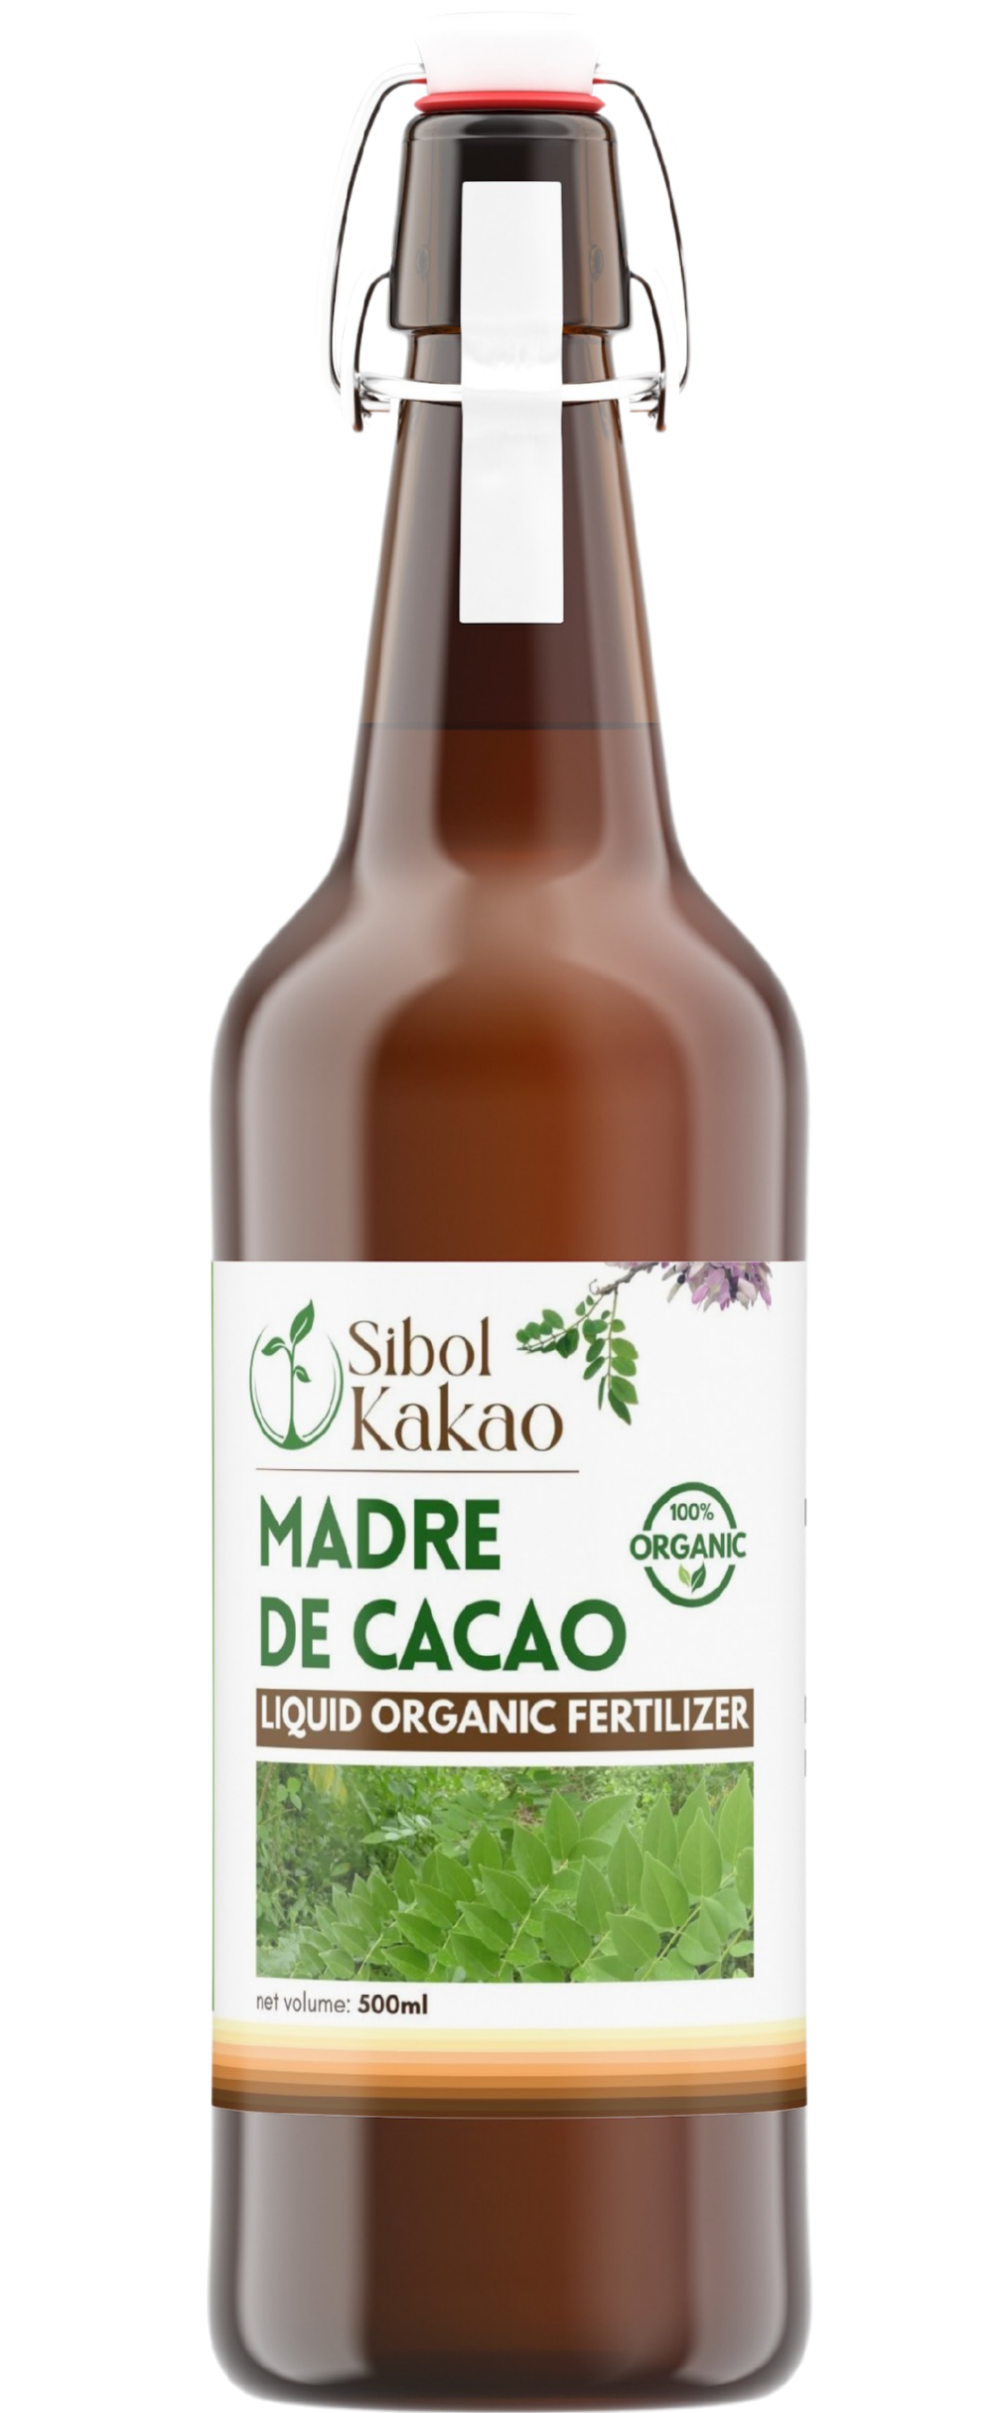 Sibol
Kakao
MADRE
DE CACAO
100%
ORGANIC
LIQUID ORGANIC FERTILIZER
net volume: 500ml